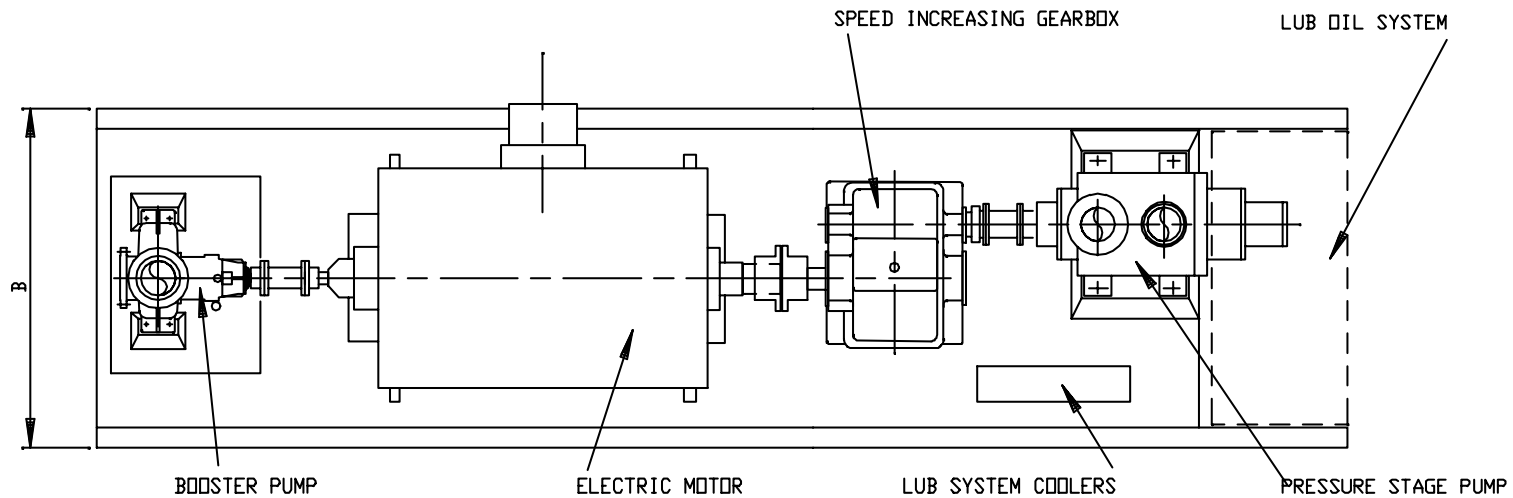 SPEED INCREASING GEARBOX
LUB OIL SYSTEM
B
BOOSTER PUMP
ELECTRIC MOTOR
LUB SYSTEM COOLERS
PRESSURE STAGE PUMP